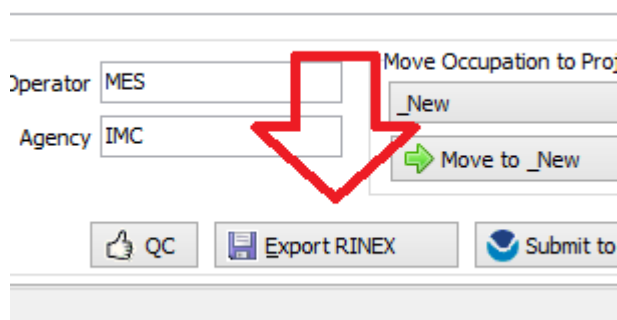 Move Occupation to Proj
Operator MES
_New
Agency IMC
Move to _New
QC Export RINEX Submit to